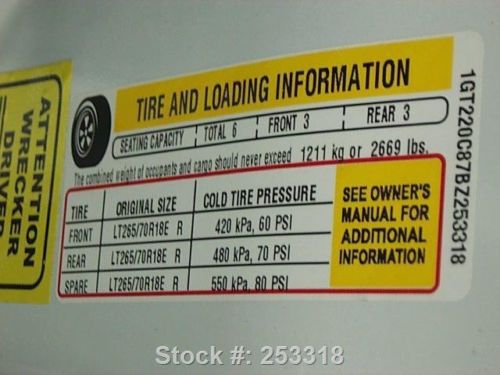 ATTENTION
WRECKER
DRIVER
TIRE AND LOADING INFORMATION
SEATING CAPACITY TOTAL 6 FRONT 3 REAR 3
The combined weight of occupants and cargo should never exceed 1211 kg or 2669 lbs.
TIRE ORIGINAL SIZE COLD TIRE PRESSURE
FRONT LT265/70R18E R 420 kPa, 60 PSI
REAR LT265/70R18E R 480 kPa, 70 PSI
SPARE LT265/70R18E R 550 kPa, 80 PSI
SEE OWNER'S
MANUAL FOR
ADDITIONAL
INFORMATION
1GT220C87BZ253318
Stock #: 253318